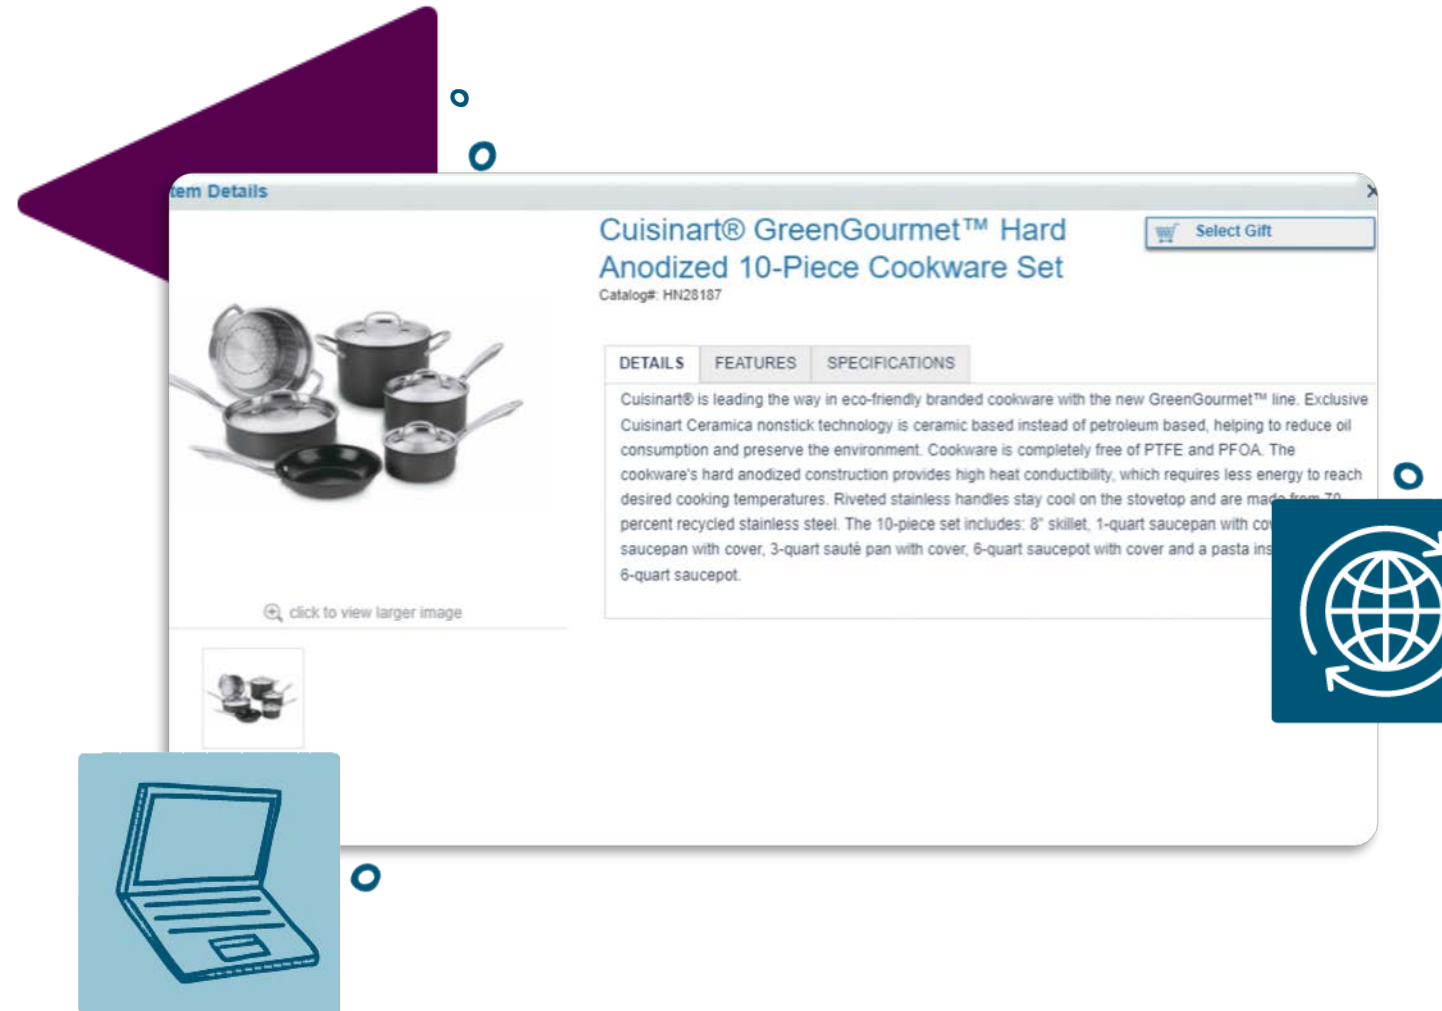 tem Details
Cuisinart® GreenGourmet™ Hard
Anodized 10-Piece Cookware Set
Catalog#: HN28187
Select Gift
DETAILS FEATURES SPECIFICATIONS
Cuisinart® is leading the way in eco-friendly branded cookware with the new GreenGourmet™ line. Exclusive
Cuisinart Ceramica nonstick technology is ceramic based instead of petroleum based, helping to reduce oil
consumption and preserve the environment. Cookware is completely free of PTFE and PFOA. The
cookware's hard anodized construction provides high heat conductibility, which requires less energy to reach
desired cooking temperatures. Riveted stainless handles stay cool on the stovetop and are made from 70
percent recycled stainless steel. The 10-piece set includes: 8" skillet, 1-quart saucepan with
saucepan with cover, 3-quart sauté pan with cover, 6-quart saucepot with cover and a pasta
6-quart saucepot.
click to view larger image